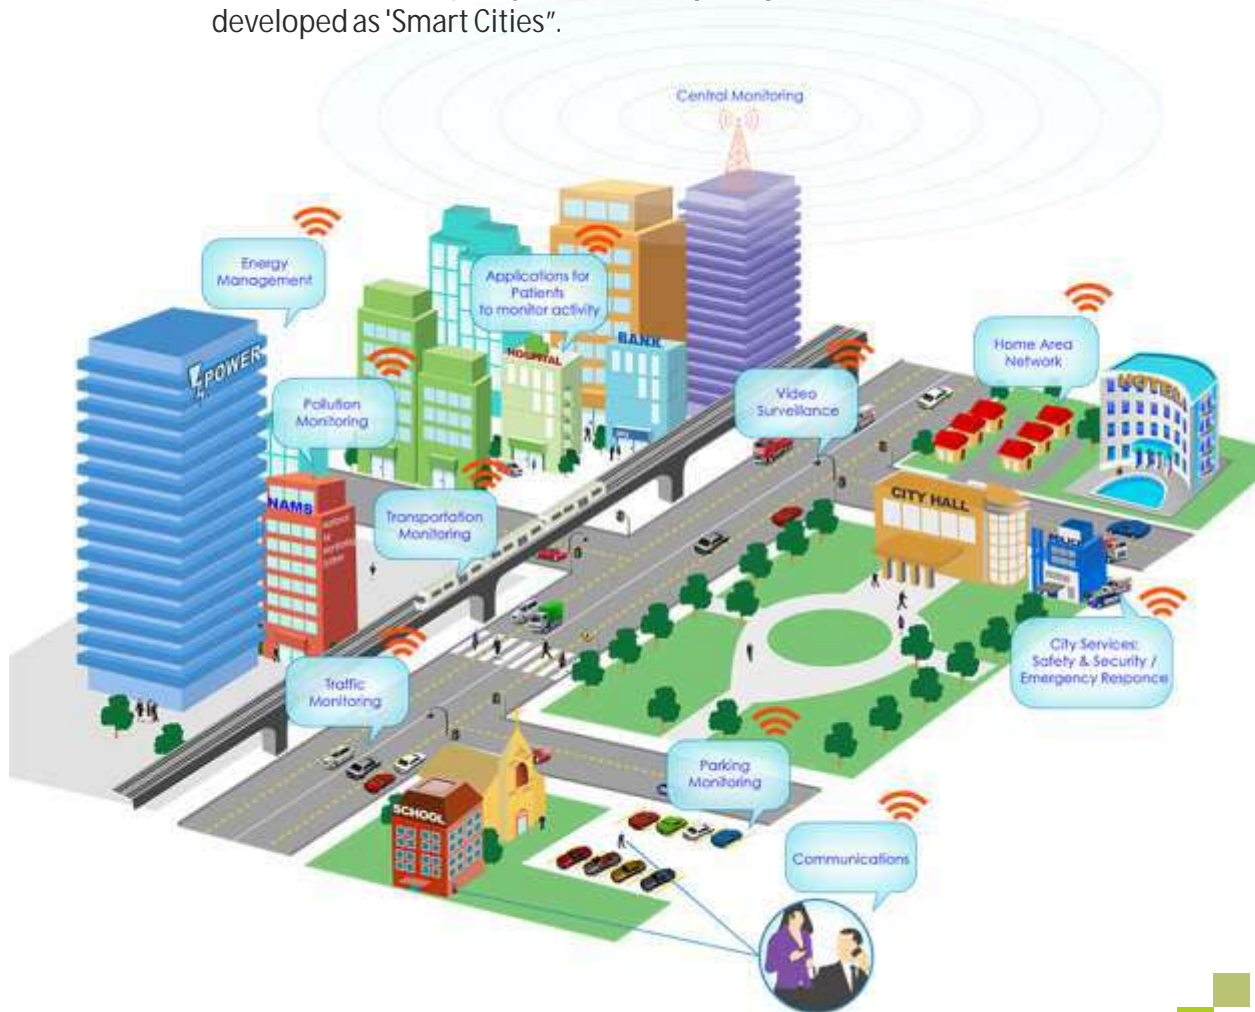 developed as 'Smart Cities”.
Central Monitoring
Energy
Management
Applications for
Patients
to monitor activity
POWER
HOSPITAL
BANK
Home Area
Network
HOTEL
Pollution
Monitoring
Video
Surveillance
NAMS
Transportation
Monitoring
CITY HALL
City Services:
Safety & Security /
Emergency Responce
Traffic
Monitoring
Parking
Monitoring
SCHOOL
Communications